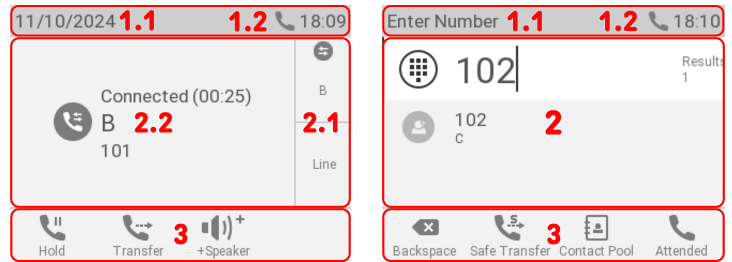 11/10/2024 1.1 1.2 18:09
Connected (00:25)
B 2.2
101
B
2.1
Line
3
Hold Transfer +Speaker
Enter Number 1.1 1.2 18:10
102
Results
1
102
C
2
3
Backspace Safe Transfer Contact Pool Attended